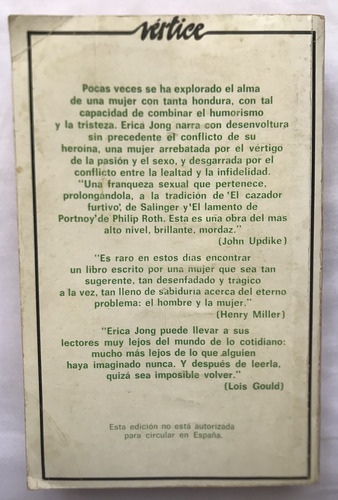 vértice
Pocas veces se ha explorado el alma
de una mujer con tanta hondura, con tal
capacidad de combinar el humorismo
y la tristeza. Erica Jong narra con desenvoltura
sin precedente el conflicto de su
heroína, una mujer arrebatada por el vértigo
de la pasión y el sexo, y desgarrada por el
conflicto entre la lealtad y la infidelidad.
"Una franqueza sexual que pertenece,
prolongándola, a la tradición de 'El cazador
furtivo', de Salinger y 'El lamento de
Portnoy' de Philip Roth. Esta es una obra del mas
alto nivel, brillante, mordaz."
(John Updike)
"Es raro en estos días encontrar
un libro escrito por una mujer que sea tan
sugerente, tan desenfadado y trágico
a la vez, tan lleno de sabiduría acerca del eterno
problema: el hombre y la mujer."
(Henry Miller)
"Erica Jong puede llevar a sus
lectores muy lejos del mundo de lo cotidiano:
mucho más lejos de lo que alguien
haya imaginado nunca. Y después de leerla,
quizá sea imposible volver."
(Lois Gould)
Esta edición no está autorizada
para circular en España.